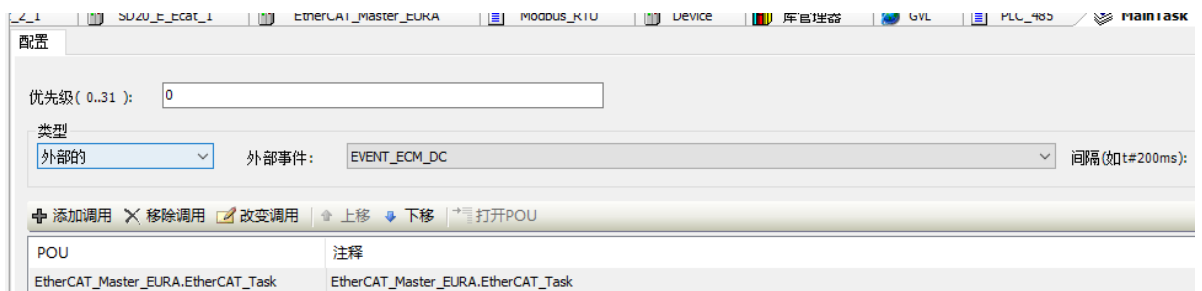 _2_1 SD20_E_Ecat_1 EtherCAT_Master_EURA Modbus_RTU Device 库管理器 GVL PLC_485 MainTask
配置
优先级( 0..31 ): 0
类型
外部的 外部事件: EVENT_ECM_DC 间隔(如t#200ms):
添加调用 移除调用 改变调用 上移 下移 打开POU
POU 注释
EtherCAT_Master_EURA.EtherCAT_Task EtherCAT_Master_EURA.EtherCAT_Task